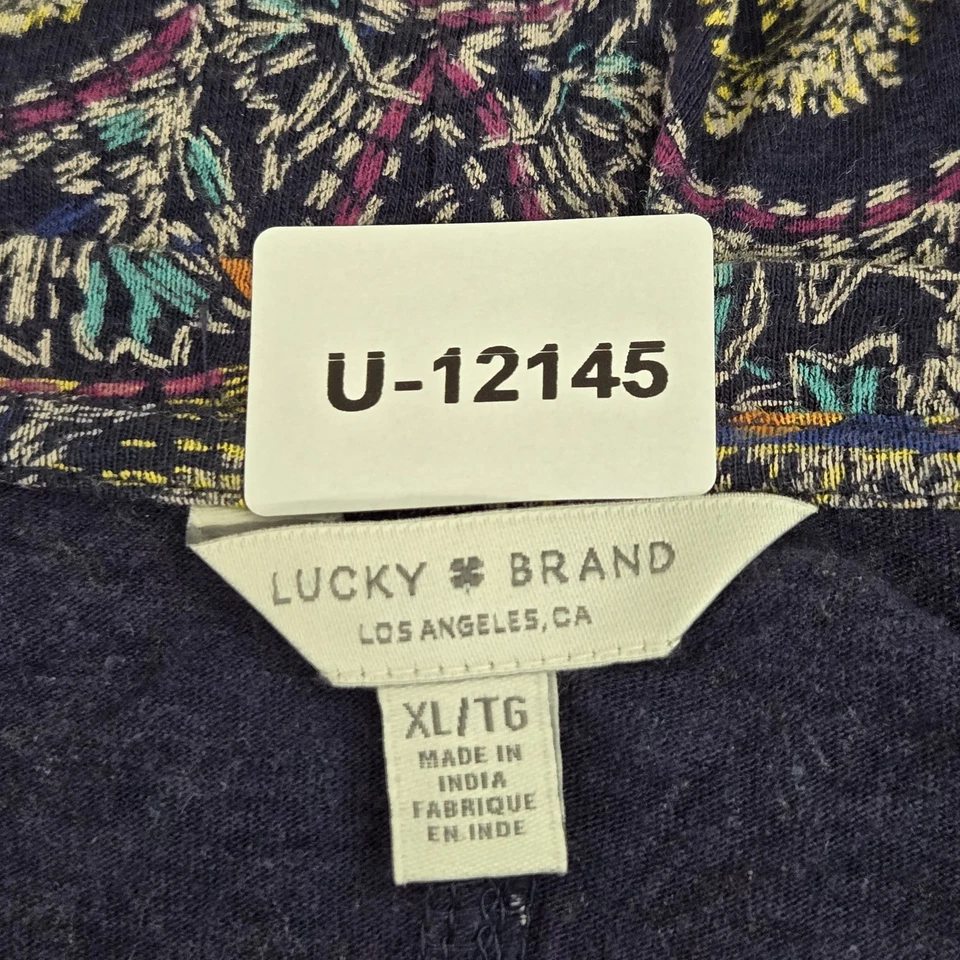 U-12145
LUCKY BRAND
LOS ANGELES, CA
XL/TG
MADE IN
INDIA
FABRIQUE
EN INDE